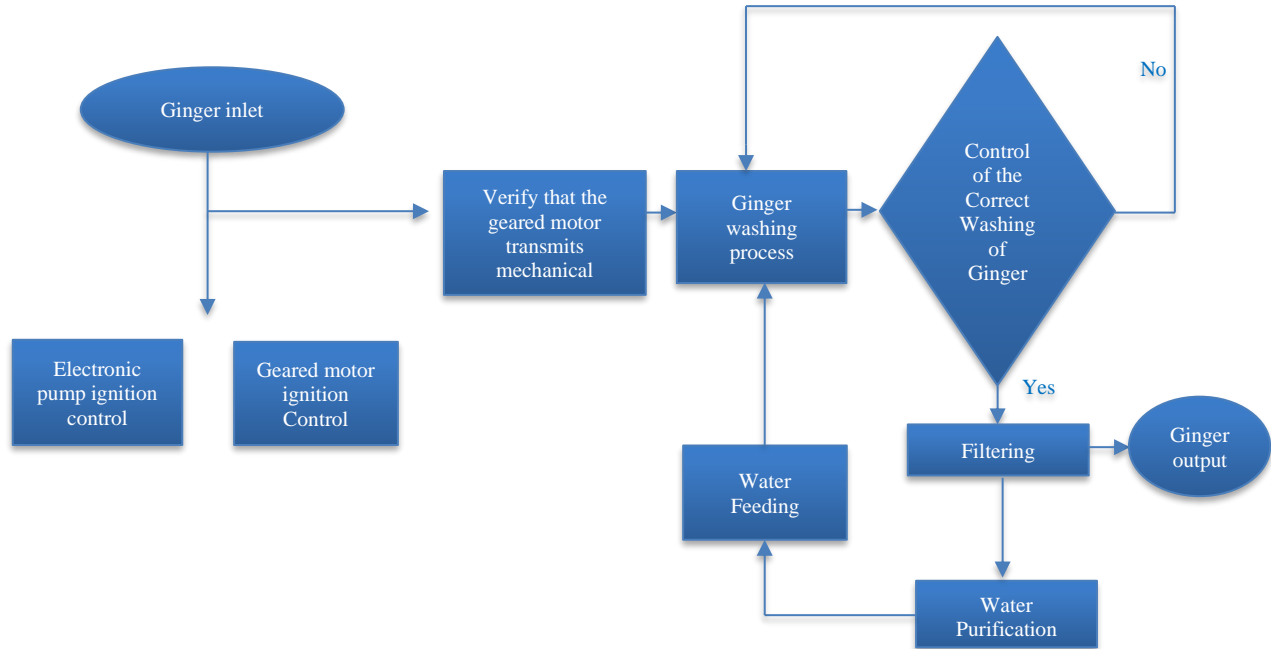 Ginger inlet
Verify that the
geared motor
transmits
mechanical
Ginger
washing
process
Control
of the
Correct
Washing
of
Ginger
No
Yes
Electronic
pump ignition
control
Geared motor
ignition
Control
Filtering
Ginger
output
Water
Feeding
Water
Purification